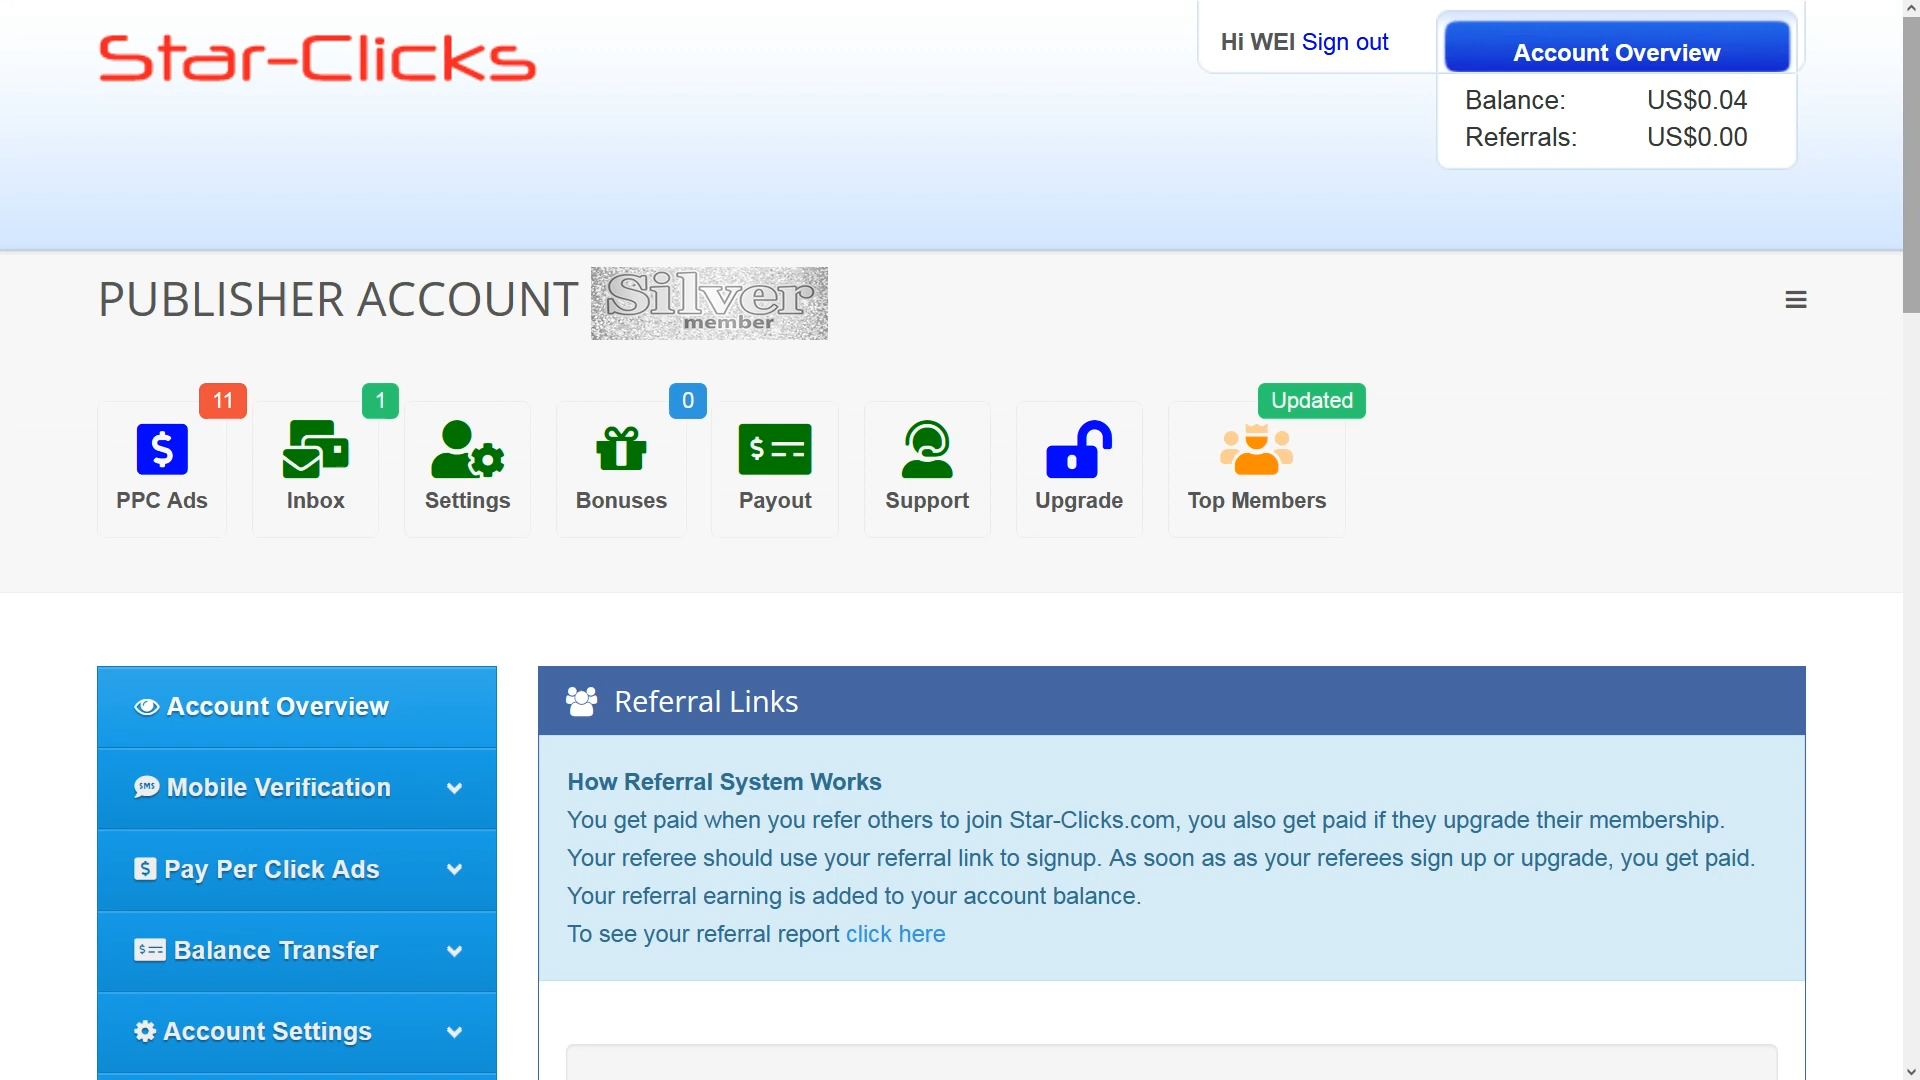 Star-Clicks
Hi WEI Sign out
Account Overview
Balance: US$0.04
Referrals: US$0.00
PUBLISHER ACCOUNT
Silver
member
11
1
0
Updated
$
$
PPC Ads
Inbox
Settings
Bonuses
Payout
Support
Upgrade
Top Members
Account Overview
SMS Mobile Verification
$ Pay Per Click Ads
$ Balance Transfer
Account Settings
Referral Links
How Referral System Works
You get paid when you refer others to join Star-Clicks.com, you also get paid if they upgrade their membership.
Your referee should use your referral link to signup. As soon as as your referees sign up or upgrade, you get paid.
Your referral earning is added to your account balance.
To see your referral report click here